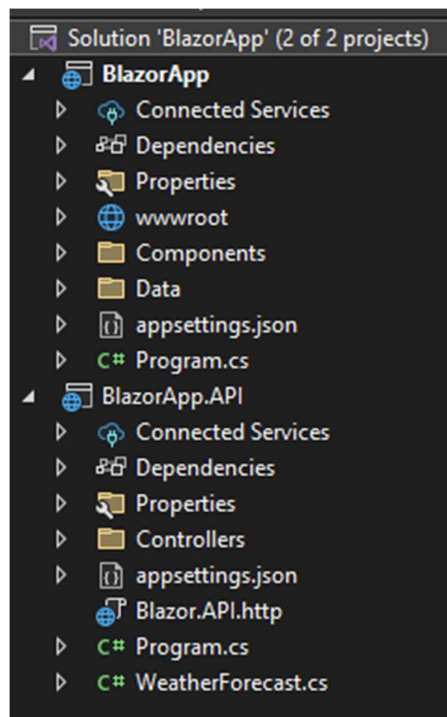 Solution 'BlazorApp' (2 of 2 projects)
BlazorApp
Connected Services
Dependencies
Properties
wwwroot
Components
Data
appsettings.json
C# Program.cs
BlazorApp.API
Connected Services
Dependencies
Properties
Controllers
appsettings.json
Blazor.API.http
C# Program.cs
C# WeatherForecast.cs